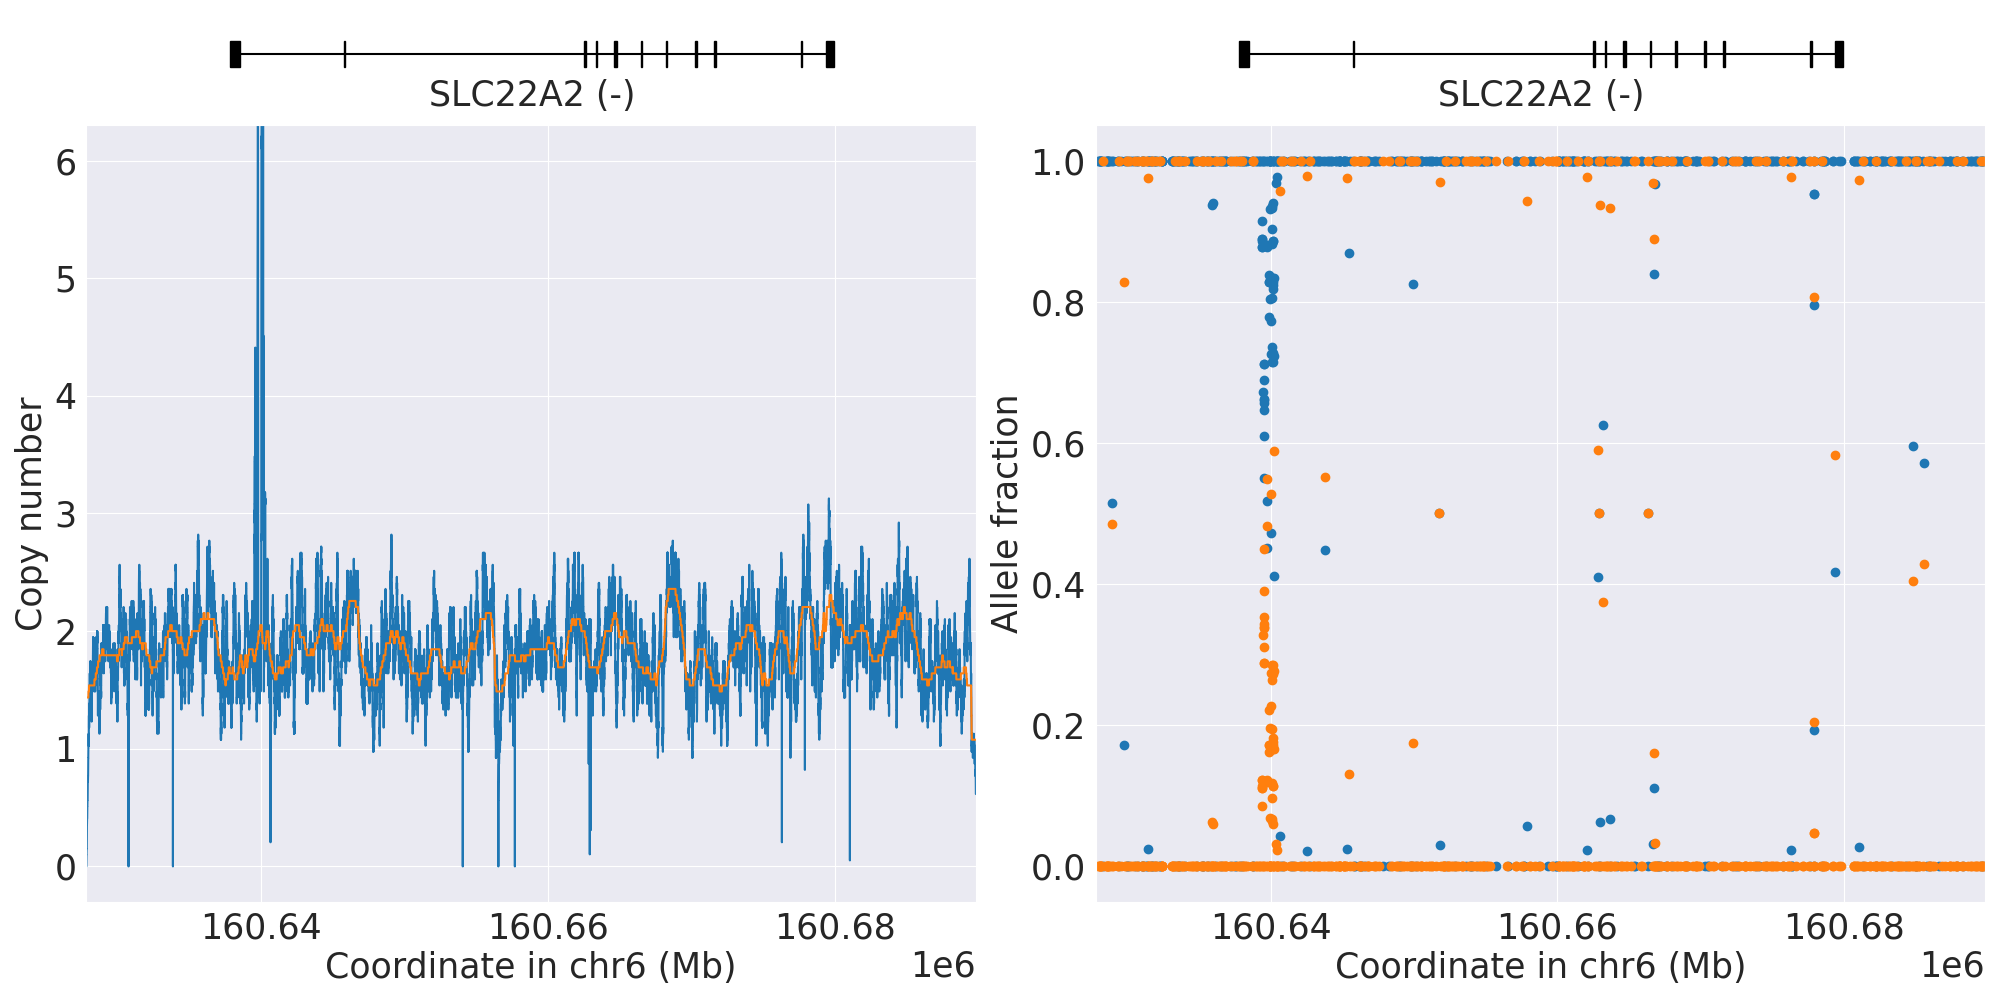 SLC22A2 (-)
6
5
4
3
2
1
0
Copy number
160.64
160.66
160.68
Coordinate in chr6 (Mb)
1e6
SLC22A2 (-)
1.0
0.8
0.6
0.4
0.2
0.0
Allele fraction
160.64
160.66
160.68
Coordinate in chr6 (Mb)
1e6